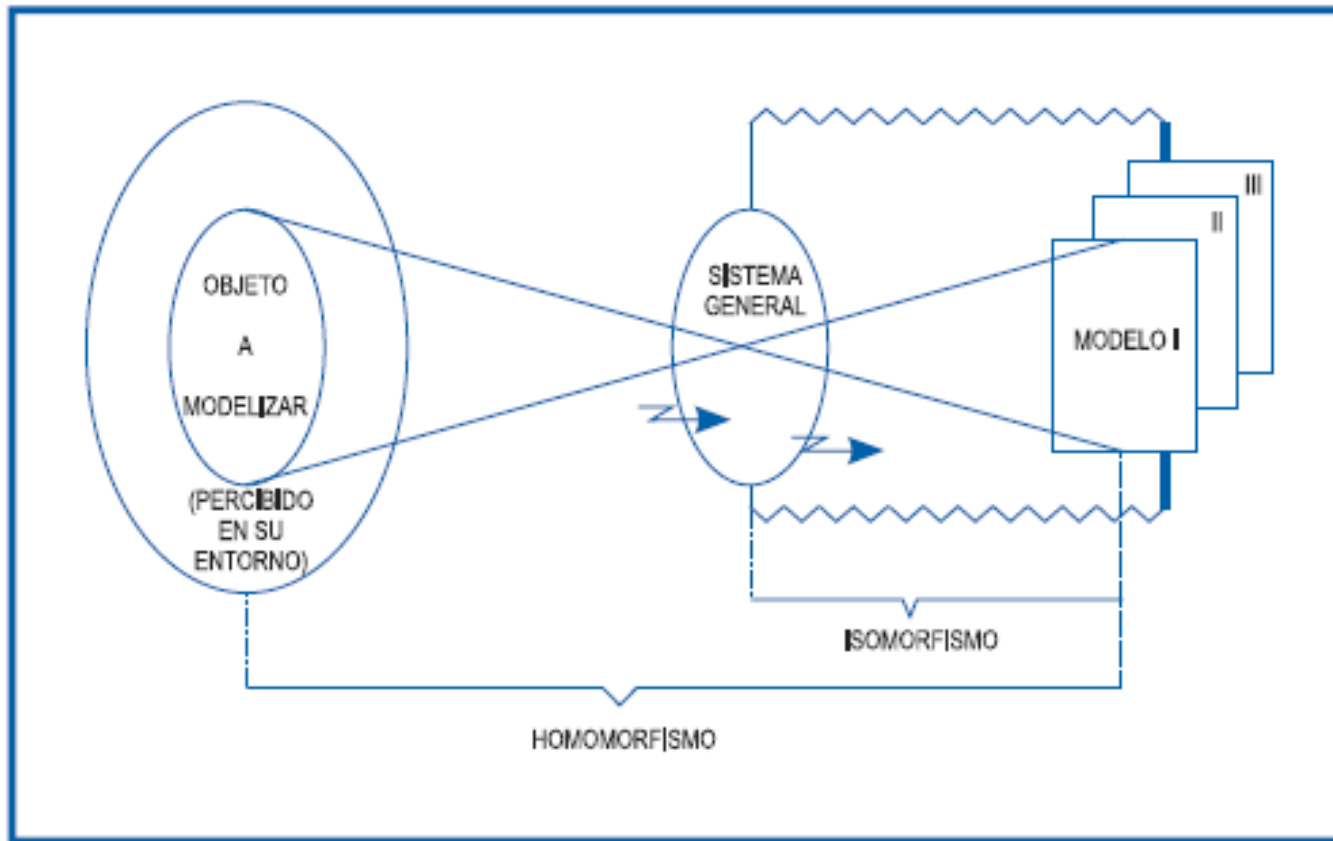 OBJETO
A
MODELIZAR
(PERCIBIDO
EN SU
ENTORNO)
SISTEMA
GENERAL
III
II
MODELO I
ISOMORFISMO
HOMOMORFISMO